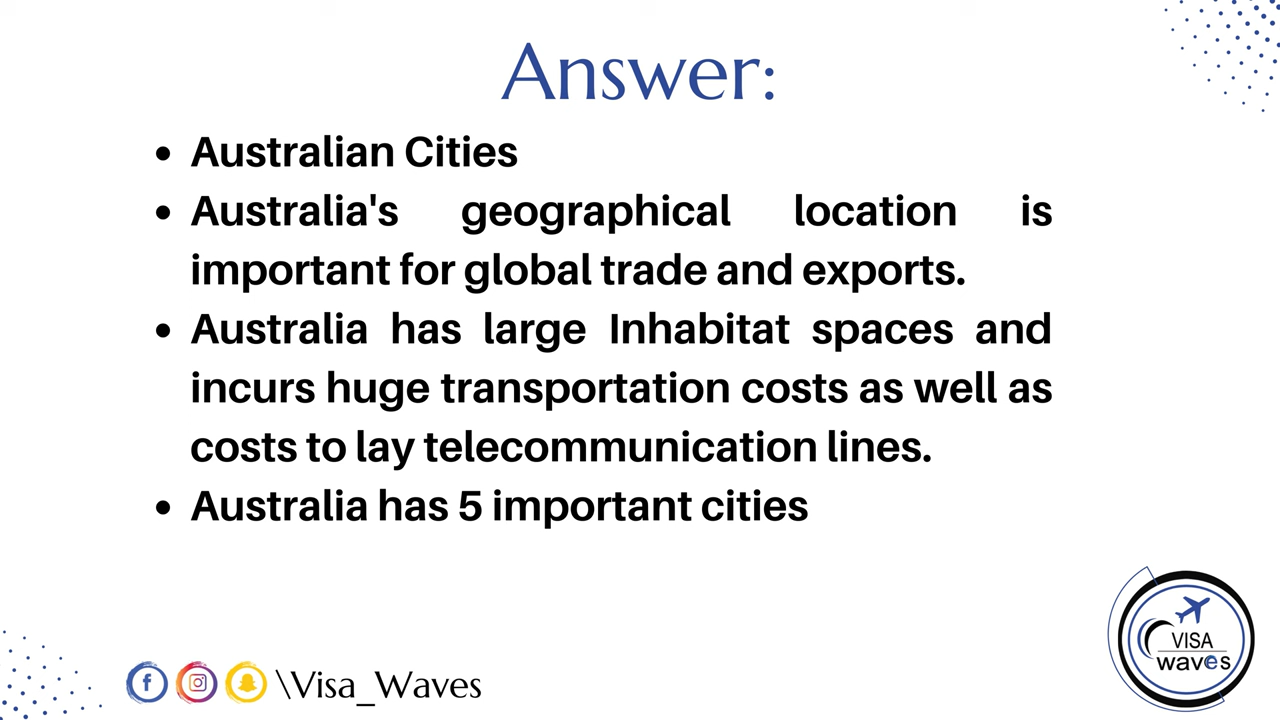 Answer:
• Australian Cities
• Australia's geographical location is
important for global trade and exports.
• Australia has large Inhabitat spaces and
incurs huge transportation costs as well as
costs to lay telecommunication lines.
• Australia has 5 important cities
VISA
waves
\Visa_Waves